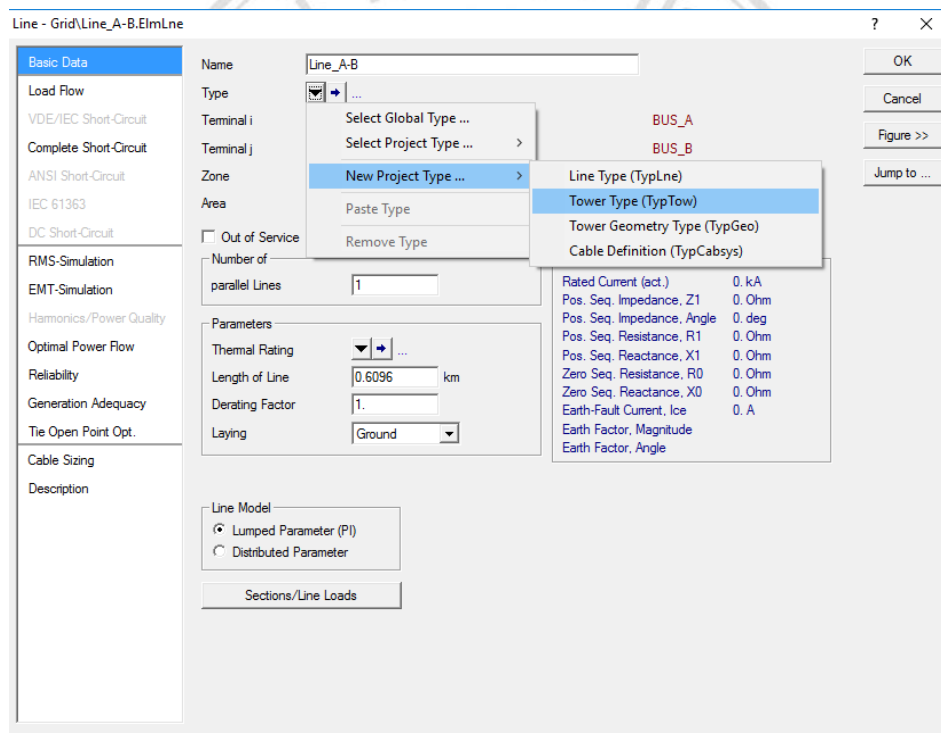 Line - Grid\Line_A-B.ElmLne ? ×
Basic Data
Load Flow
VDE/IEC Short-Circuit
Complete Short-Circuit
ANSI Short-Circuit
IEC 61363
DC Short-Circuit
RMS-Simulation
EMT-Simulation
Harmonics/Power Quality
Optimal Power Flow
Reliability
Generation Adequacy
Tie Open Point Opt.
Cable Sizing
Description
Name Line_A-B
Type ...
Terminal i BUS_A
Terminal j BUS_B
Zone
Area
Out of Service
Select Global Type ...
Select Project Type ... >
New Project Type ... >
Paste Type
Remove Type
Line Type (TypLne)
Tower Type (TypTow)
Tower Geometry Type (TypGeo)
Cable Definition (TypCabsys)
Number of
parallel Lines 1
Parameters
Thermal Rating ...
Length of Line 0.6096 km
Derating Factor 1.
Laying Ground
Rated Current (act.) 0. kA
Pos. Seq. Impedance, Z1 0. Ohm
Pos. Seq. Impedance, Angle 0. deg
Pos. Seq. Resistance, R1 0. Ohm
Pos. Seq. Reactance, X1 0. Ohm
Zero Seq. Resistance, R0 0. Ohm
Zero Seq. Reactance, X0 0. Ohm
Earth-Fault Current, Ice 0. A
Earth Factor, Magnitude
Earth Factor, Angle
Line Model
Lumped Parameter (PI)
Distributed Parameter
Sections/Line Loads
OK
Cancel
Figure >>
Jump to ...